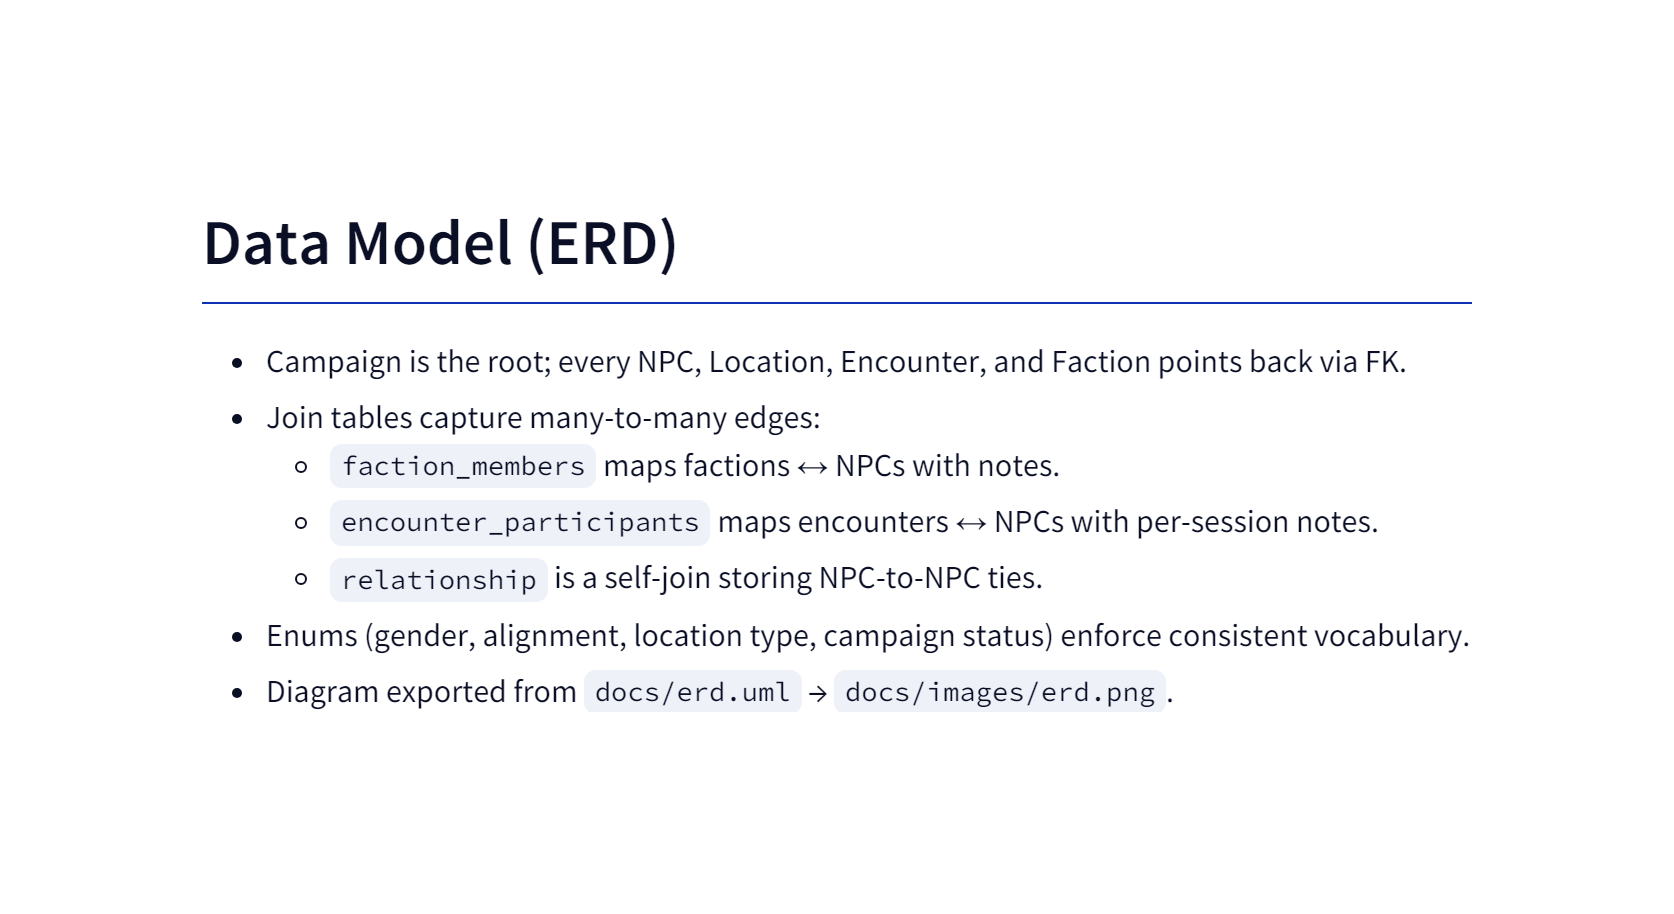 Data Model (ERD)
• Campaign is the root; every NPC, Location, Encounter, and Faction points back via FK.
• Join tables capture many-to-many edges:
◦ faction_members maps factions ↔ NPCs with notes.
◦ encounter_participants maps encounters ↔ NPCs with per-session notes.
◦ relationship is a self-join storing NPC-to-NPC ties.
• Enums (gender, alignment, location type, campaign status) enforce consistent vocabulary.
• Diagram exported from docs/erd.uml → docs/images/erd.png.